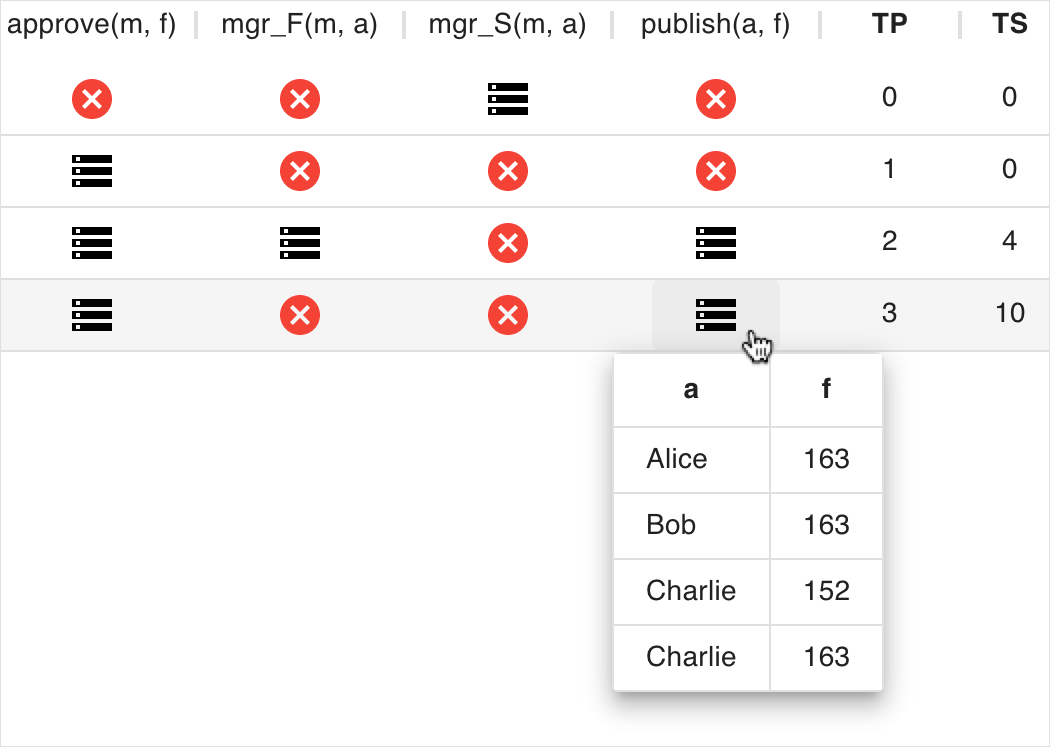 approve(m, f) mgr_F(m, a) mgr_S(m, a) publish(a, f) TP TS
0 0
1 0
2 4
3 10
a f
Alice 163
Bob 163
Charlie 152
Charlie 163